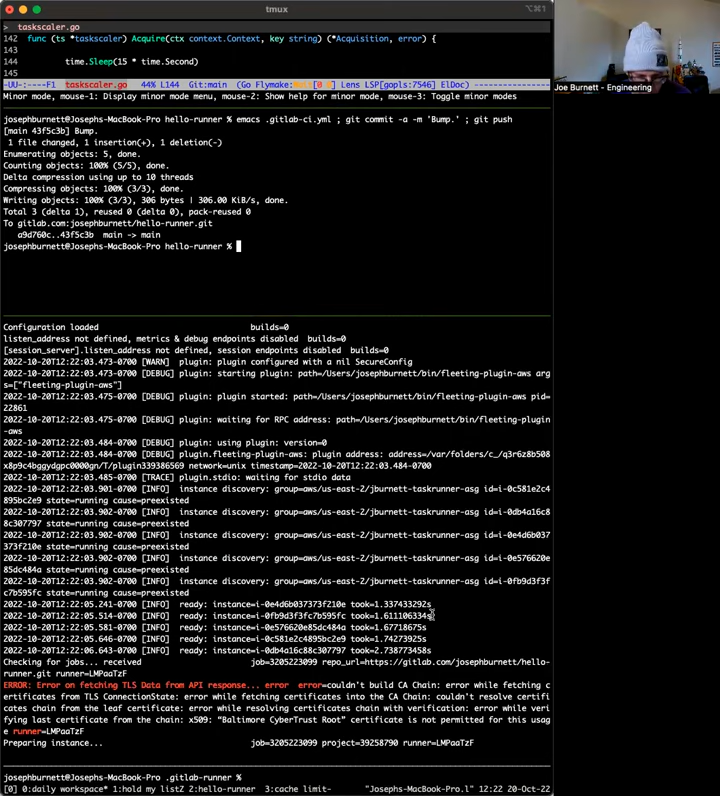 tmux
⌥⌘1
> taskscaler.go
142 func (ts *taskscaler) Acquire(ctx context.Context, key string) (*Acquisition, error) {
143
144 time.Sleep(15 * time.Second)
145
-UU-:----F1 taskscaler.go 44% L144 Git:main (Go Flymake: [0 0] Lens LSP[gopls:7546] ElDoc) ----------------
Minor mode, mouse-1: Display minor mode menu, mouse-2: Show help for minor mode, mouse-3: Toggle minor modes
Joe Burnett - Engineering
josephburnett@Josephs-MacBook-Pro hello-runner % emacs .gitlab-ci.yml ; git commit -a -m 'Bump.' ; git push
[main 43f5c3b] Bump.
1 file changed, 1 insertion(+), 1 deletion(-)
Enumerating objects: 5, done.
Counting objects: 100% (5/5), done.
Delta compression using up to 10 threads
Compressing objects: 100% (3/3), done.
Writing objects: 100% (3/3), 306 bytes | 306.00 KiB/s, done.
Total 3 (delta 1), reused 0 (delta 0), pack-reused 0
To gitlab.com:josephburnett/hello-runner.git
a9d760c..43f5c3b main -> main
josephburnett@Josephs-MacBook-Pro hello-runner %
Configuration loaded builds=0
listen_address not defined, metrics & debug endpoints disabled builds=0
[session_server].listen_address not defined, session endpoints disabled builds=0
2022-10-20T12:22:03.473-0700 [WARN] plugin: plugin configured with a nil SecureConfig
2022-10-20T12:22:03.473-0700 [DEBUG] plugin: starting plugin: path=/Users/josephburnett/bin/fleeting-plugin-aws arg
s=["fleeting-plugin-aws"]
2022-10-20T12:22:03.475-0700 [DEBUG] plugin: plugin started: path=/Users/josephburnett/bin/fleeting-plugin-aws pid=
22861
2022-10-20T12:22:03.475-0700 [DEBUG] plugin: waiting for RPC address: path=/Users/josephburnett/bin/fleeting-plugin
-aws
2022-10-20T12:22:03.484-0700 [DEBUG] plugin: using plugin: version=0
2022-10-20T12:22:03.484-0700 [DEBUG] plugin.fleeting-plugin-aws: plugin address: address=/var/folders/c_/q3r6z8b508
x8p9c4bggydgpc0000gn/T/plugin339386569 network=unix timestamp=2022-10-20T12:22:03.484-0700
2022-10-20T12:22:03.485-0700 [TRACE] plugin.stdio: waiting for stdio data
2022-10-20T12:22:03.901-0700 [INFO] instance discovery: group=aws/us-east-2/jburnett-taskrunner-asg id=i-0c581e2c4
895bc2e9 state=running cause=preexisted
2022-10-20T12:22:03.902-0700 [INFO] instance discovery: group=aws/us-east-2/jburnett-taskrunner-asg id=i-0db4a16c8
8c307797 state=running cause=preexisted
2022-10-20T12:22:03.902-0700 [INFO] instance discovery: group=aws/us-east-2/jburnett-taskrunner-asg id=i-0e4d6b037
373f210e state=running cause=preexisted
2022-10-20T12:22:03.902-0700 [INFO] instance discovery: group=aws/us-east-2/jburnett-taskrunner-asg id=i-0e576620e
85dc484a state=running cause=preexisted
2022-10-20T12:22:03.902-0700 [INFO] instance discovery: group=aws/us-east-2/jburnett-taskrunner-asg id=i-0fb9d3f3f
c7b595fc state=running cause=preexisted
2022-10-20T12:22:05.241-0700 [INFO] ready: instance=i-0e4d6b037373f210e took=1.337433292s
2022-10-20T12:22:05.514-0700 [INFO] ready: instance=i-0fb9d3f3fc7b595fc took=1.611106334s
2022-10-20T12:22:05.581-0700 [INFO] ready: instance=i-0e576620e85dc484a took=1.67718675s
2022-10-20T12:22:05.646-0700 [INFO] ready: instance=i-0c581e2c4895bc2e9 took=1.74273925s
2022-10-20T12:22:06.643-0700 [INFO] ready: instance=i-0db4a16c88c307797 took=2.738773458s
Checking for jobs... received job=3205223099 repo_url=https://gitlab.com/josephburnett/hello-
runner.git runner=LMPaaTzF
ERROR: Error on fetching TLS Data from API response... error error=couldn't build CA Chain: error while fetching c
ertificates from TLS ConnectionState: error while fetching certificates into the CA Chain: couldn't resolve certifi
cates chain from the leaf certificate: error while resolving certificates chain with verification: error while veri
fying last certificate from the chain: x509: “Baltimore CyberTrust Root” certificate is not permitted for this usag
e runner=LMPaaTzF
Preparing instance... job=3205223099 project=39258790 runner=LMPaaTzF
josephburnett@Josephs-MacBook-Pro .gitlab-runner %
[0] 0:daily workspace* 1:hold my listZ 2:hello-runner 3:cache limit- "Josephs-MacBook-Pro.l" 12:22 20-Oct-22